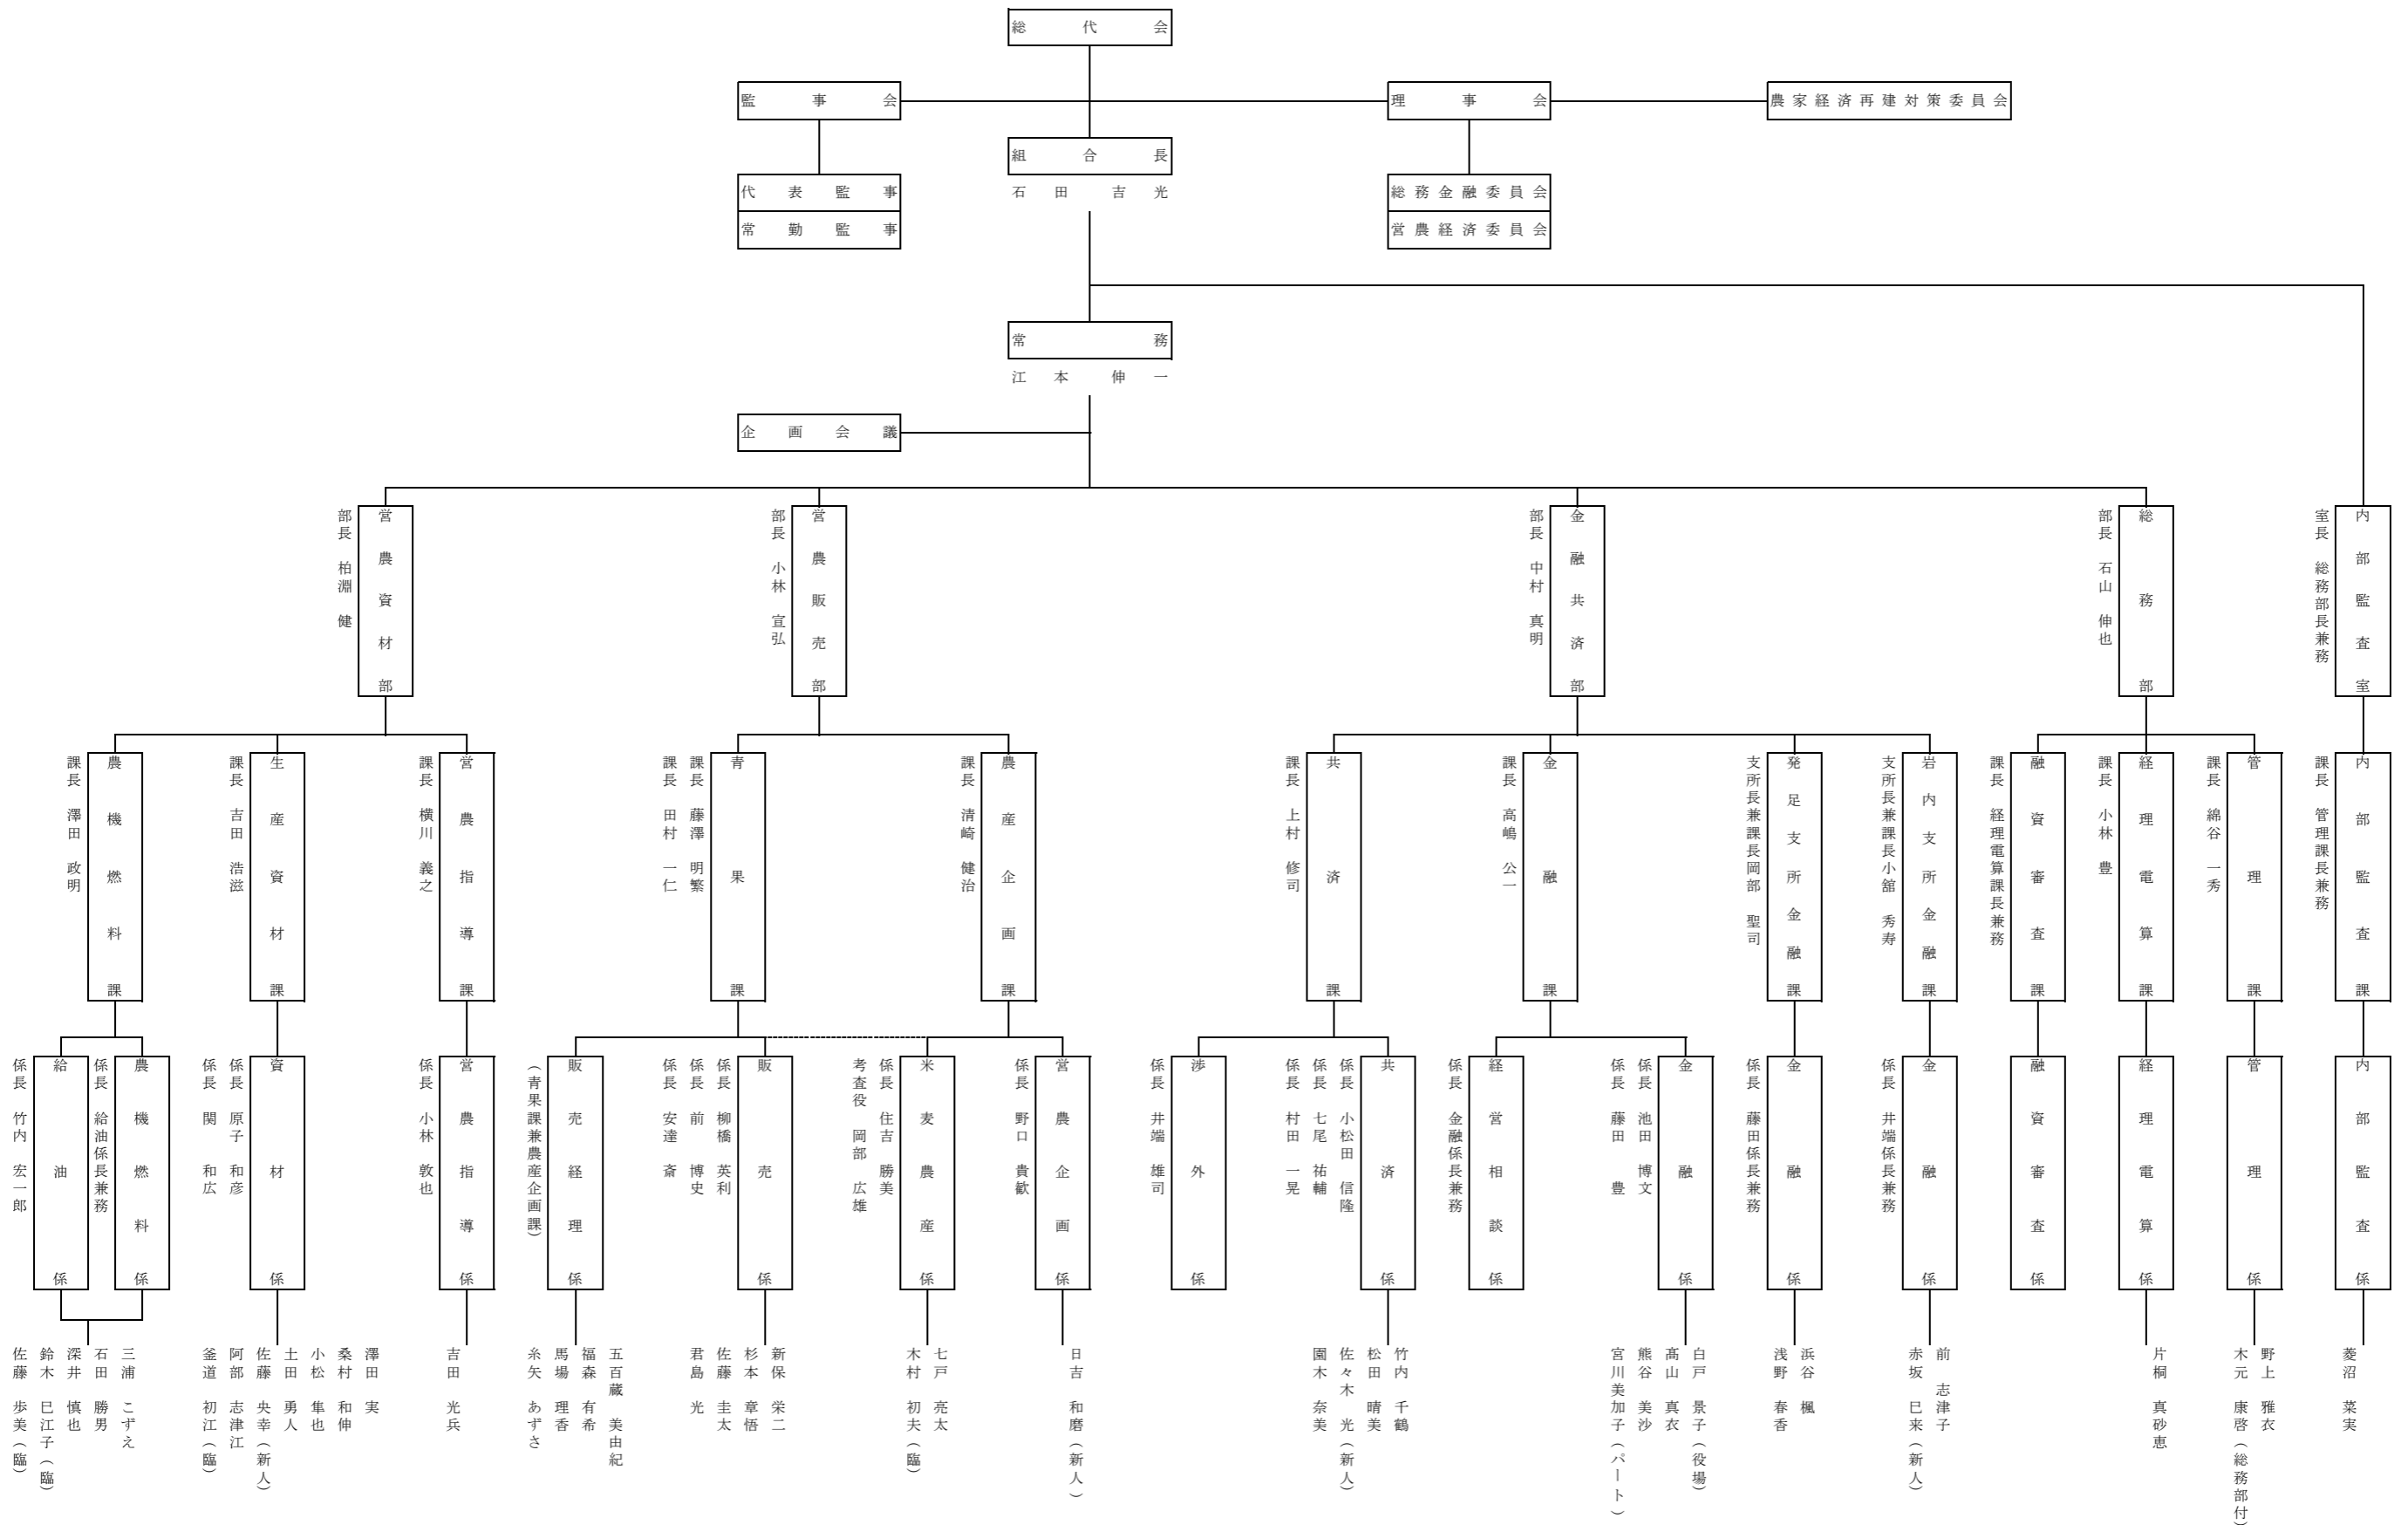 総代会
監事会
理事会
農家経済再建対策委員会
組合長
石田 吉光
代表監事
常勤監事
総務金融委員会
営農経済委員会
常務
江本 伸一
企画会議
内部監査室
室長 総務部長兼務
総務部
部長 石山 伸也
金融共済部
部長 中村 真明
営農販売部
部長 小林 宣弘
営農資材部
部長 柏淵 健
内部監査課
課長 管理課長兼務
管理課
課長 綿谷 一秀
経理電算課
課長 小林 豊
融資審査課
課長 経理電算課長兼務
岩内支所金融課
支所長兼課長小舘 秀寿
発足支所金融課
支所長兼課長岡部 聖司
金融課
課長 高嶋 公一
共済課
課長 上村 修司
農産企画課
課長 清崎 健治
青果課
課長 藤澤 明繁
課長 田村 一仁
営農指導課
課長 横川 義之
生産資材課
課長 吉田 浩滋
農機燃料課
課長 澤田 政明
内部監査係
管理係
経理電算係
融資審査係
金融係
係長 井端係長兼務
金融係
係長 藤田係長兼務
金融係
係長 池田 博文
係長 藤田 豊
経営相談係
係長 金融係長兼務
共済係
係長 小松田 信隆
係長 七尾 祐輔
係長 村田 一晃
渉外係
係長 井端 雄司
営農企画係
係長 野口 貴歓
米麦農産係
係長 住吉 勝美
考査役 岡部 広雄
販売係
係長 柳橋 英利
係長 前 博史
係長 安達 斎
販売経理係
（青果課兼農産企画課）
営農指導係
係長 小林 敦也
資材係
係長 原子 和彦
係長 関 和広
農機燃料係
係長 給油係長兼務
給油係
係長 竹内 宏一郎
菱沼 菜実
野上 雅衣
木元 康啓（総務部付）
片桐 真砂恵
前 志津子
赤坂 巳来（新人）
浜谷 楓
浅野 春香
白戸 景子（役場）
髙山 真衣
熊谷 美沙
宮川美加子（パート）
竹内 千鶴
松田 晴美
佐々木 光（新人）
園木 奈美
日吉 和磨（新人）
七戸 亮太
木村 初夫（臨）
新保 栄二
杉本 章悟
佐藤 圭太
君島 光
五百蔵 美由紀
福森 有希
馬場 理香
糸矢 あずさ
吉田 光兵
澤田 実
桑村 和伸
小松 隼也
土田 勇人
佐藤 央幸（新人）
阿部 志津江
釜道 初江（臨）
三浦 こずえ
石田 勝男
深井 慎也
鈴木 巳江子（臨）
佐藤 歩美（臨）